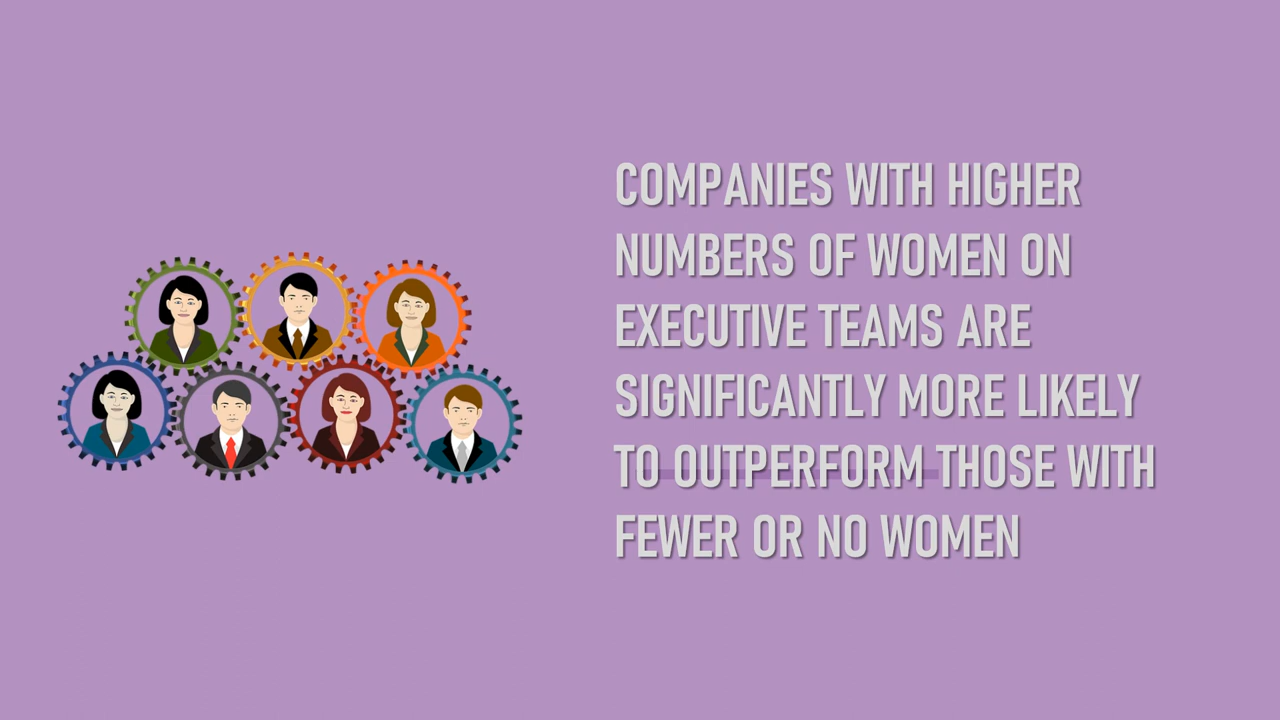 COMPANIES WITH HIGHER
NUMBERS OF WOMEN ON
EXECUTIVE TEAMS ARE
SIGNIFICANTLY MORE LIKELY
TO OUTPERFORM THOSE WITH
FEWER OR NO WOMEN